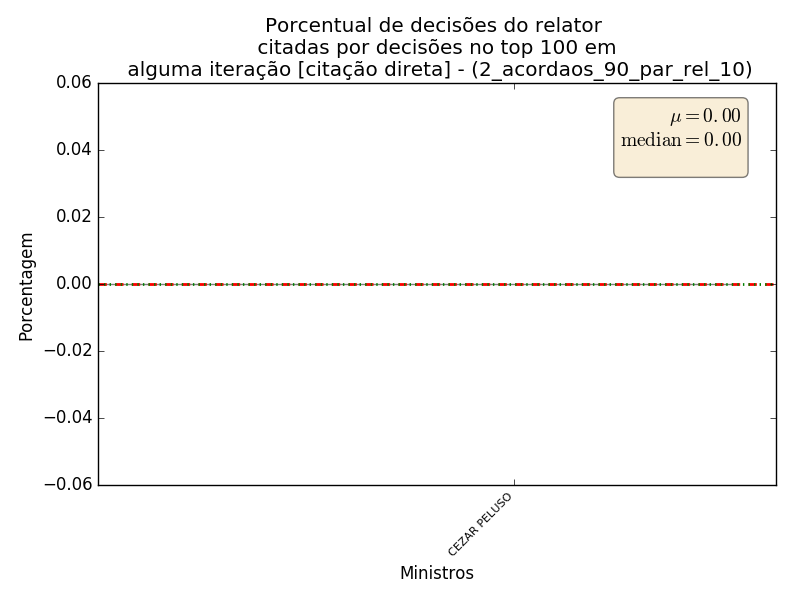 Porcentual de decisões do relator
citadas por decisões no top 100 em
alguma iteração [citação direta] - (2_acordaos_90_par_rel_10)
μ = 0.00
median = 0.00
0.06
0.04
0.02
0.00
−0.02
−0.04
−0.06
Porcentagem
CEZAR PELUSO
Ministros